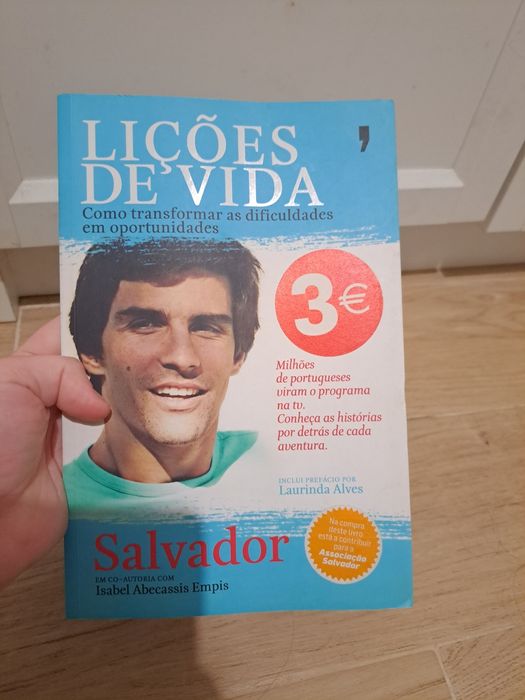 LIÇÕES
DE VIDA
Como transformar as dificuldades
em oportunidades
3€
Milhões
de portugueses
viram o programa
na tv.
Conheça as histórias
por detrás de cada
aventura.
INCLUI PREFÁCIO POR
Laurinda Alves
Salvador
EM CO-AUTORIA COM
Isabel Abecassis Empis
Na compra
deste livro
está a contribuir
para a
Associação
Salvador